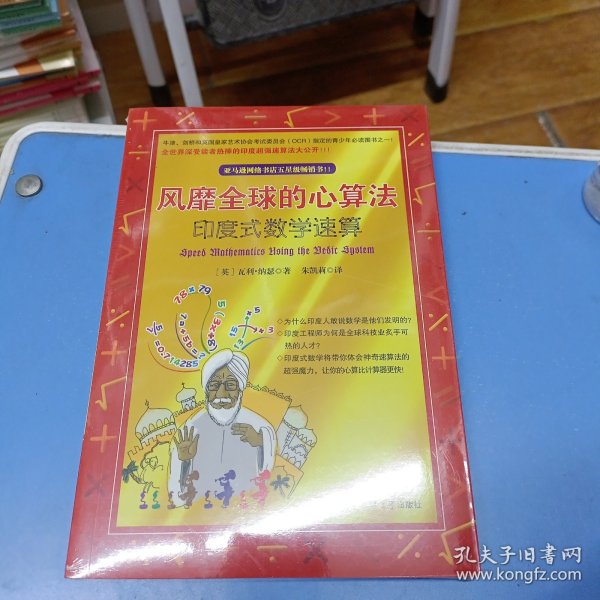 牛津、剑桥和英国皇家艺术协会考试委员会（OCR）指定的青少年必读图书之一！
全世界深受读者热捧的印度超强速算法大公开！！！
亚马逊网络书店五星级畅销书！！
风靡全球的心算法
印度式数学速算
Speed Mathematics Using the Vedic System
［英］瓦利·纳瑟◇著 朱凯莉◇译
◇为什么印度人敢说数学是他们发明的？
◇印度工程师为何是全球科技业炙手可
热的人才？
◇印度式数学将带你体会神奇速算法的
超强魔力，让你的心算比计算器更快！
78 x 79
出版社
孔夫子旧书网
www.kongfz.com